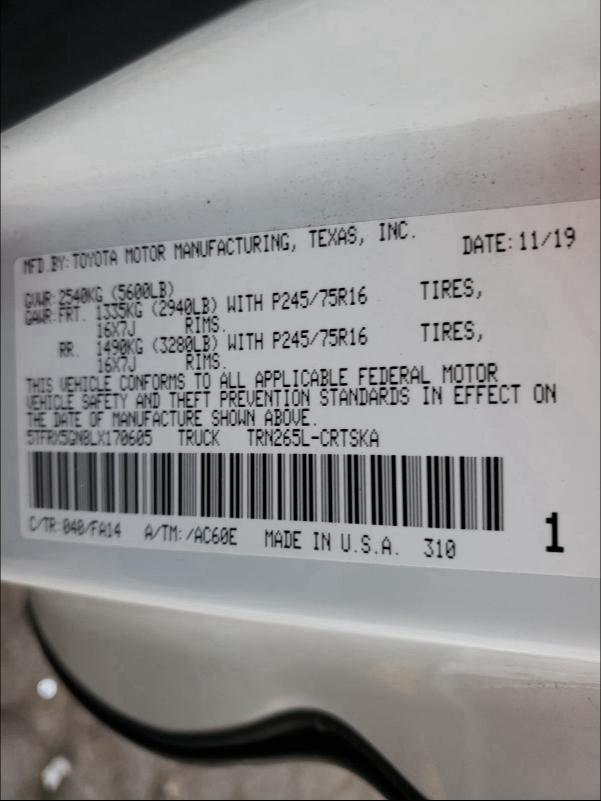 MFD.BY:TOYOTA MOTOR MANUFACTURING, TEXAS, INC. DATE:11/19
GVWR:2540KG (5600LB)
GAWR:FRT. 1335KG (2940LB) WITH P245/75R16 TIRES,
16X7J RIMS.
RR. 1490KG (3280LB) WITH P245/75R16 TIRES,
16X7J RIMS.
THIS VEHICLE CONFORMS TO ALL APPLICABLE FEDERAL MOTOR
VEHICLE SAFETY AND THEFT PREVENTION STANDARDS IN EFFECT ON
THE DATE OF MANUFACTURE SHOWN ABOVE.
5TFRX5GN8LX170605 TRUCK TRN265L-CRTSKA
C/TR:040/FA14 A/TM:/AC60E MADE IN U.S.A. 310 1